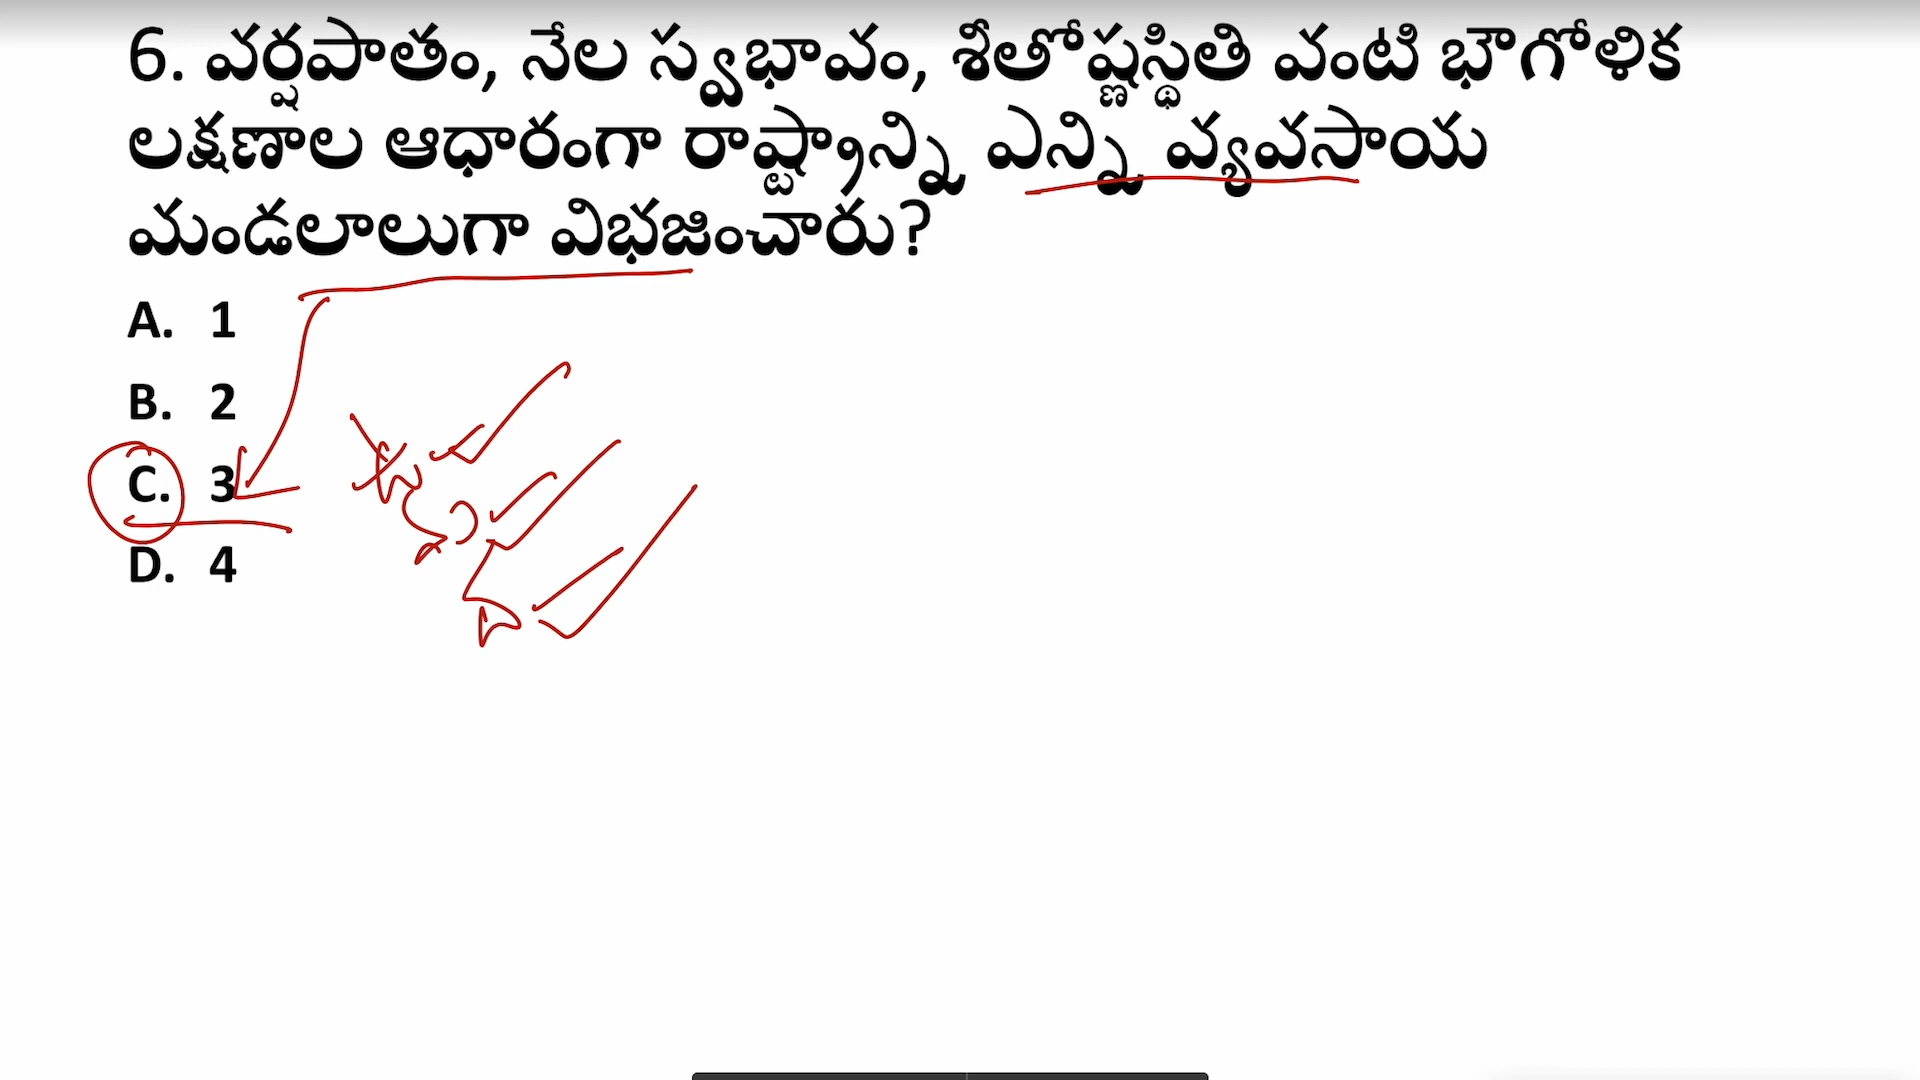 6. వర్షపాతం, నేల స్వభావం, శీతోష్ణస్థితి వంటి భౌగోళిక
లక్షణాల ఆధారంగా రాష్ట్రాన్ని ఎన్ని వ్యవసాయ
మండలాలుగా విభజించారు?
A. 1
B. 2
C. 3
D. 4